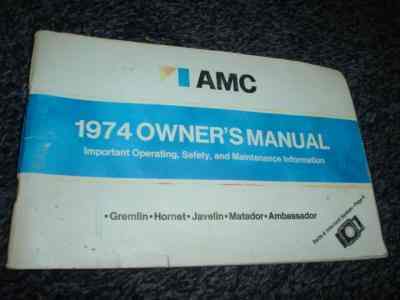 AMC
1974 OWNER'S MANUAL
Important Operating, Safety, and Maintenance Information
•Gremlin•Hornet•Javelin•Matador•Ambassador